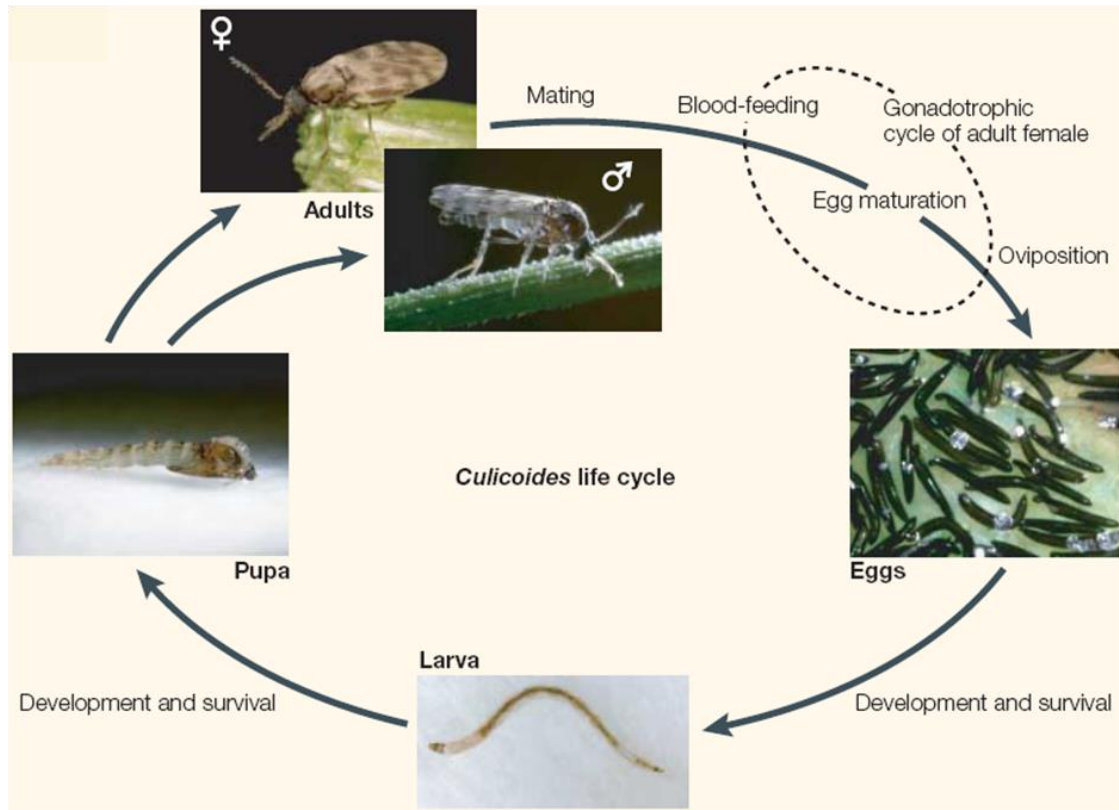 ♀
Mating
Blood-feeding
Gonadotrophic
cycle of adult female
♂
Adults
Egg maturation
Oviposition
Culicoides life cycle
Pupa
Eggs
Larva
Development and survival
Development and survival